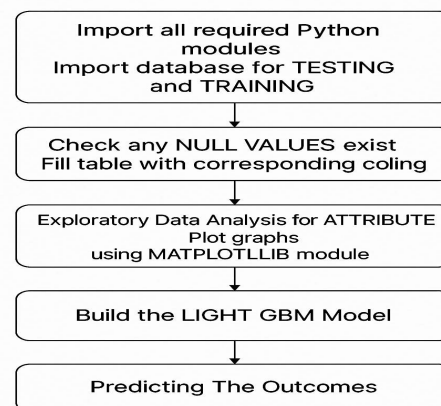 Import all required Python
modules
Import database for TESTING
and TRAINING
Check any NULL VALUES exist
Fill table with corresponding coling
Exploratory Data Analysis for ATTRIBUTE
Plot graphs
using MATPLOTLLIB module
Build the LIGHT GBM Model
Predicting The Outcomes